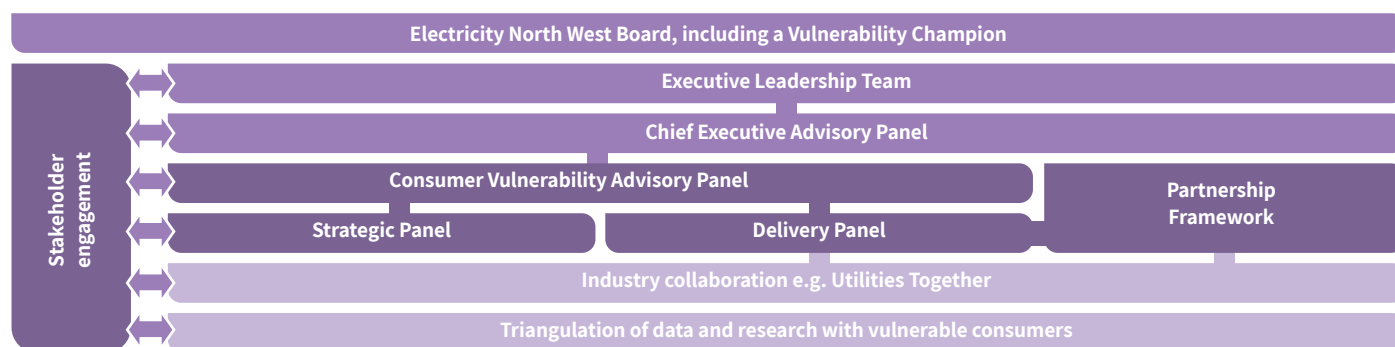 Electricity North West Board, including a Vulnerability Champion
Stakeholder
engagement
Executive Leadership Team
Chief Executive Advisory Panel
Consumer Vulnerability Advisory Panel
Partnership
Framework
Strategic Panel
Delivery Panel
Industry collaboration e.g. Utilities Together
Triangulation of data and research with vulnerable consumers